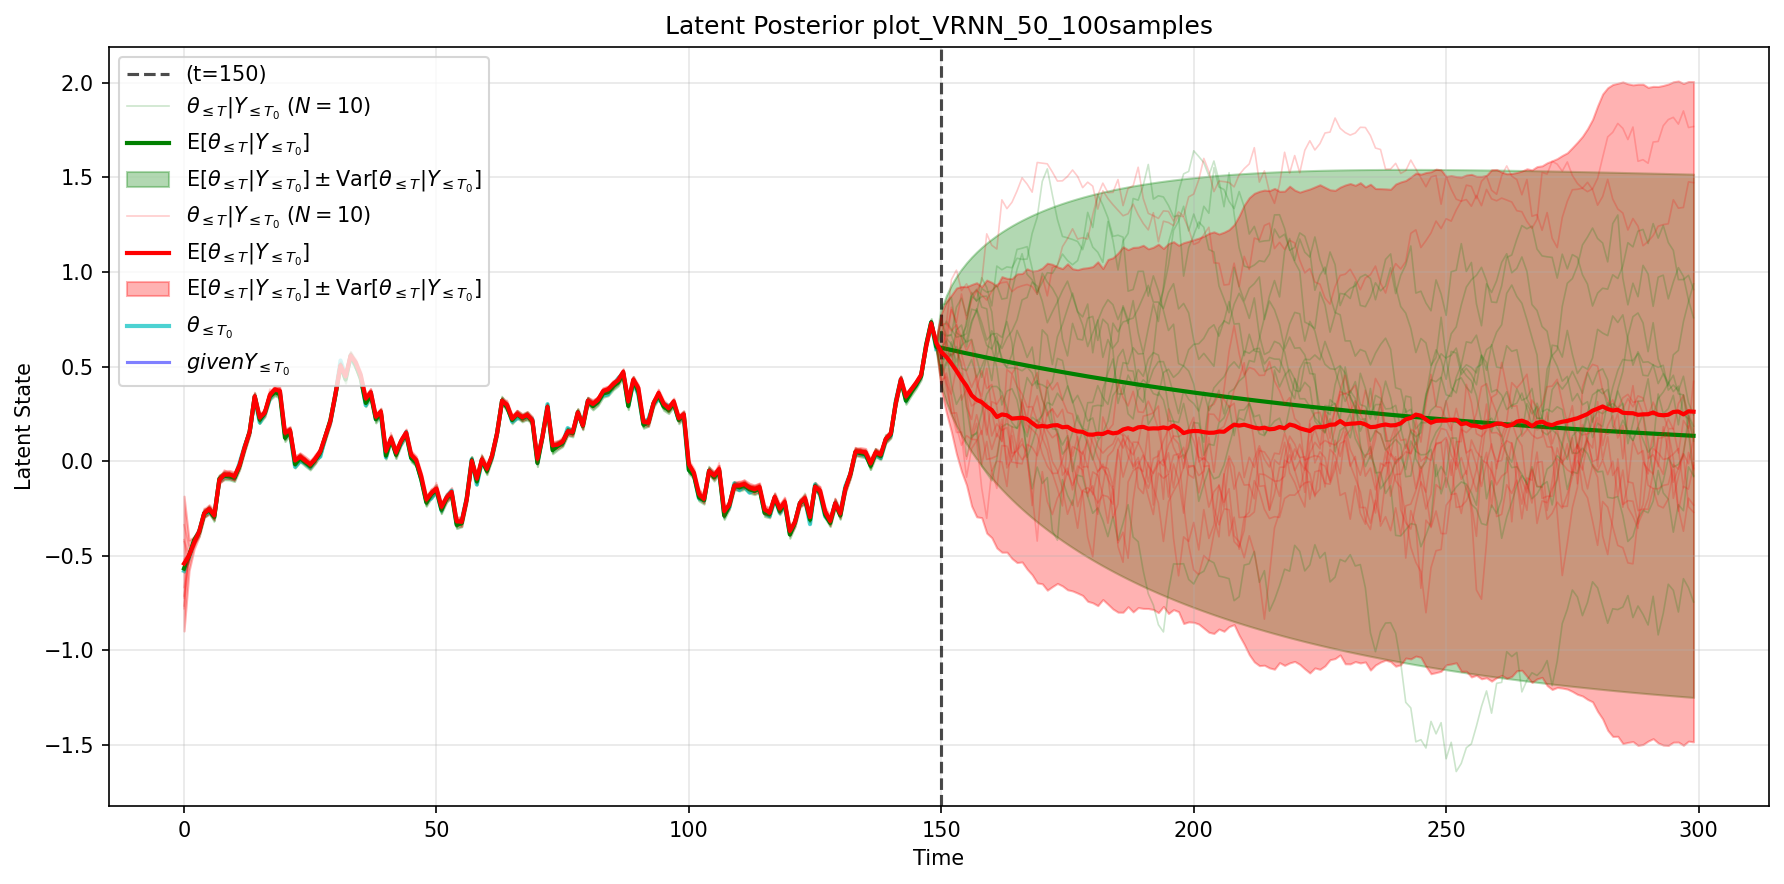 Latent Posterior plot_VRNN_50_100samples
(t=150)
θ≤T|Y≤T₀ (N = 10)
E[θ≤T|Y≤T₀]
E[θ≤T|Y≤T₀] ± Var[θ≤T|Y≤T₀]
θ≤T|Y≤T₀ (N = 10)
E[θ≤T|Y≤T₀]
E[θ≤T|Y≤T₀] ± Var[θ≤T|Y≤T₀]
θ≤T₀
givenY≤T₀
Latent State
2.0
1.5
1.0
0.5
0.0
−0.5
−1.0
−1.5
0 50 100 150 200 250 300
Time